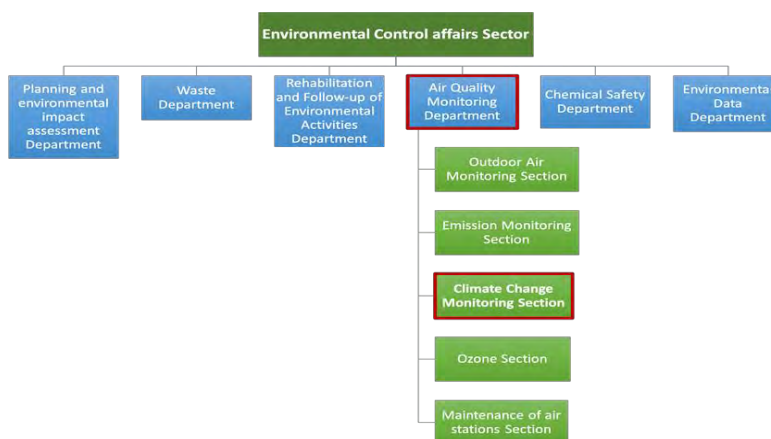 Environmental Control affairs Sector
Planning and
environmental
impact
assessment
Department
Waste
Department
Rehabilitation
and Follow-up of
Environmental
Activities
Department
Air Quality
Monitoring
Department
Chemical Safety
Department
Environmental
Data
Department
Outdoor Air
Monitoring Section
Emission Monitoring
Section
Climate Change
Monitoring Section
Ozone Section
Maintenance of air
stations Section